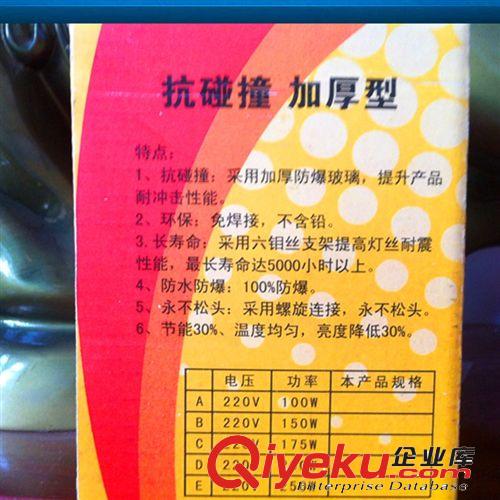 抗碰撞 加厚型
特点：
1、抗碰撞：采用加厚防爆玻璃，提升产品
耐冲击性能。
2、环保：免焊接，不含铅。
3、长寿命：采用六钼丝支架提高灯丝耐震
性能，最长寿命达5000小时以上。
4、防水防爆：100%防爆。
5、永不松头：采用螺旋连接，永不松头。
6、节能30%、温度均匀，亮度降低30%。
电压 功率 本产品规格
A 220V 100W
B 220V 150W
C 220V 175W
D
E 220V 250W
Qiyeku.com 企业库
Enterprise Database